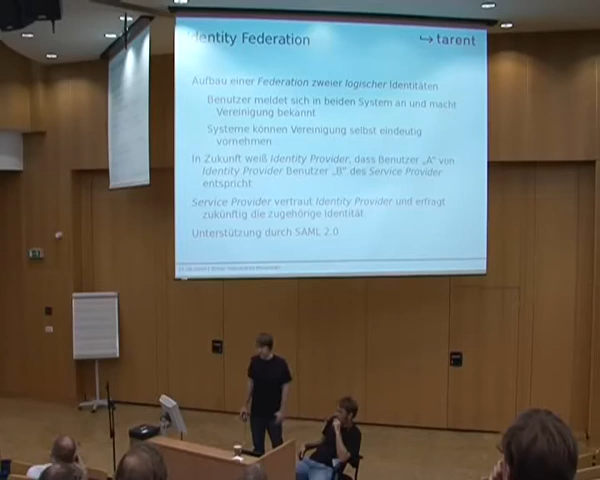 Identity Federation
tarent
Aufbau einer Federation zweier logischer Identitäten
Benutzer meldet sich in beiden System an und macht
Vereinigung bekannt
Systeme können Vereinigung selbst eindeutig
vornehmen
In Zukunft weiß Identity Provider, dass Benutzer „A" von
Identity Provider Benutzer „B" des Service Provider
entspricht
Service Provider vertraut Identity Provider und erfragt
zukünftig die zugehörige Identität
Unterstützung durch SAML 2.0